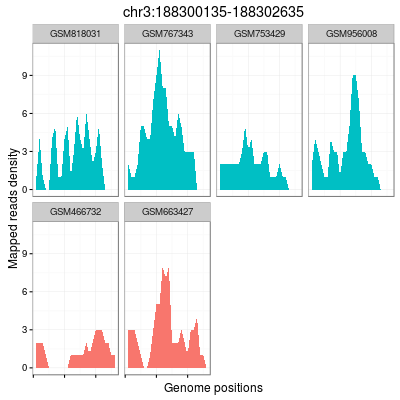 chr3:188300135-188302635
GSM818031 GSM767343 GSM753429 GSM956008
9
6
3
0
GSM466732 GSM663427
9
6
3
0
Mapped reads density
Genome positions